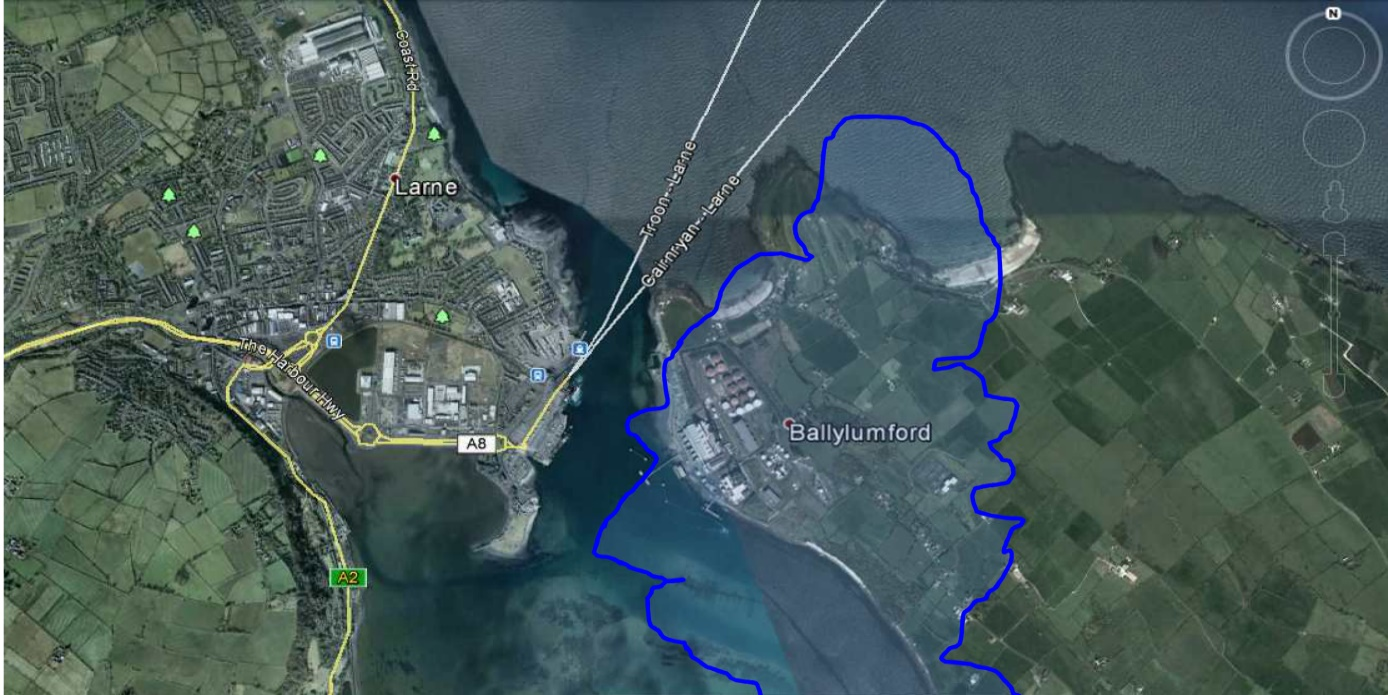 N
Coast Rd
Troon - Larne
Larne
Cairnryan - Larne
The Harbour Hwy
Ballylumford
A8
A2